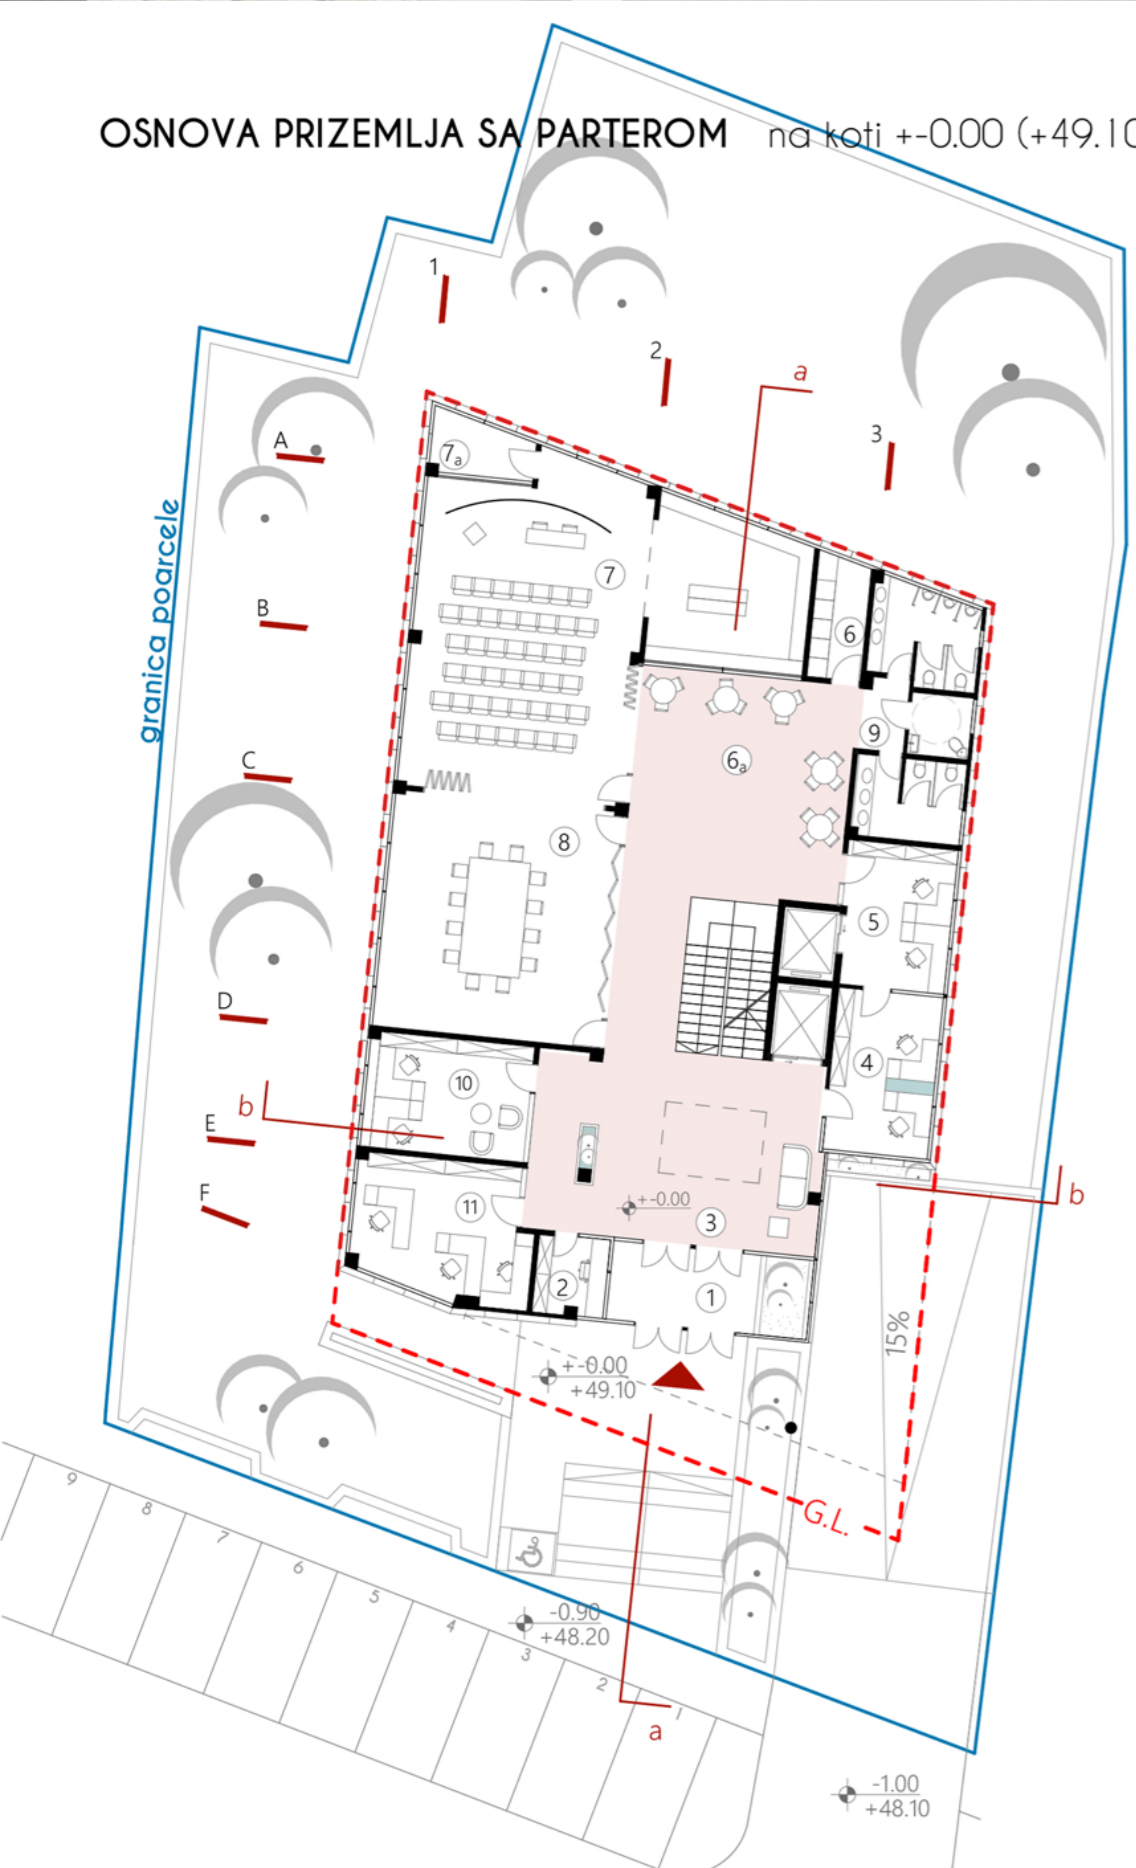 OSNOVA PRIZEMLJA SA PARTEROM na koti +-0.00 (+49.10
1
2
a
3
A
7a
granica poarcele
B
7
6
9
C
6a
8
5
D
4
10
b
E
F
11
+-0.00
3
b
2
1
15%
+-0.00
+49.10
G.L.
9
8
7
6
5
4
3
2
1
-0.90
+48.20
a
-1.00
+48.10